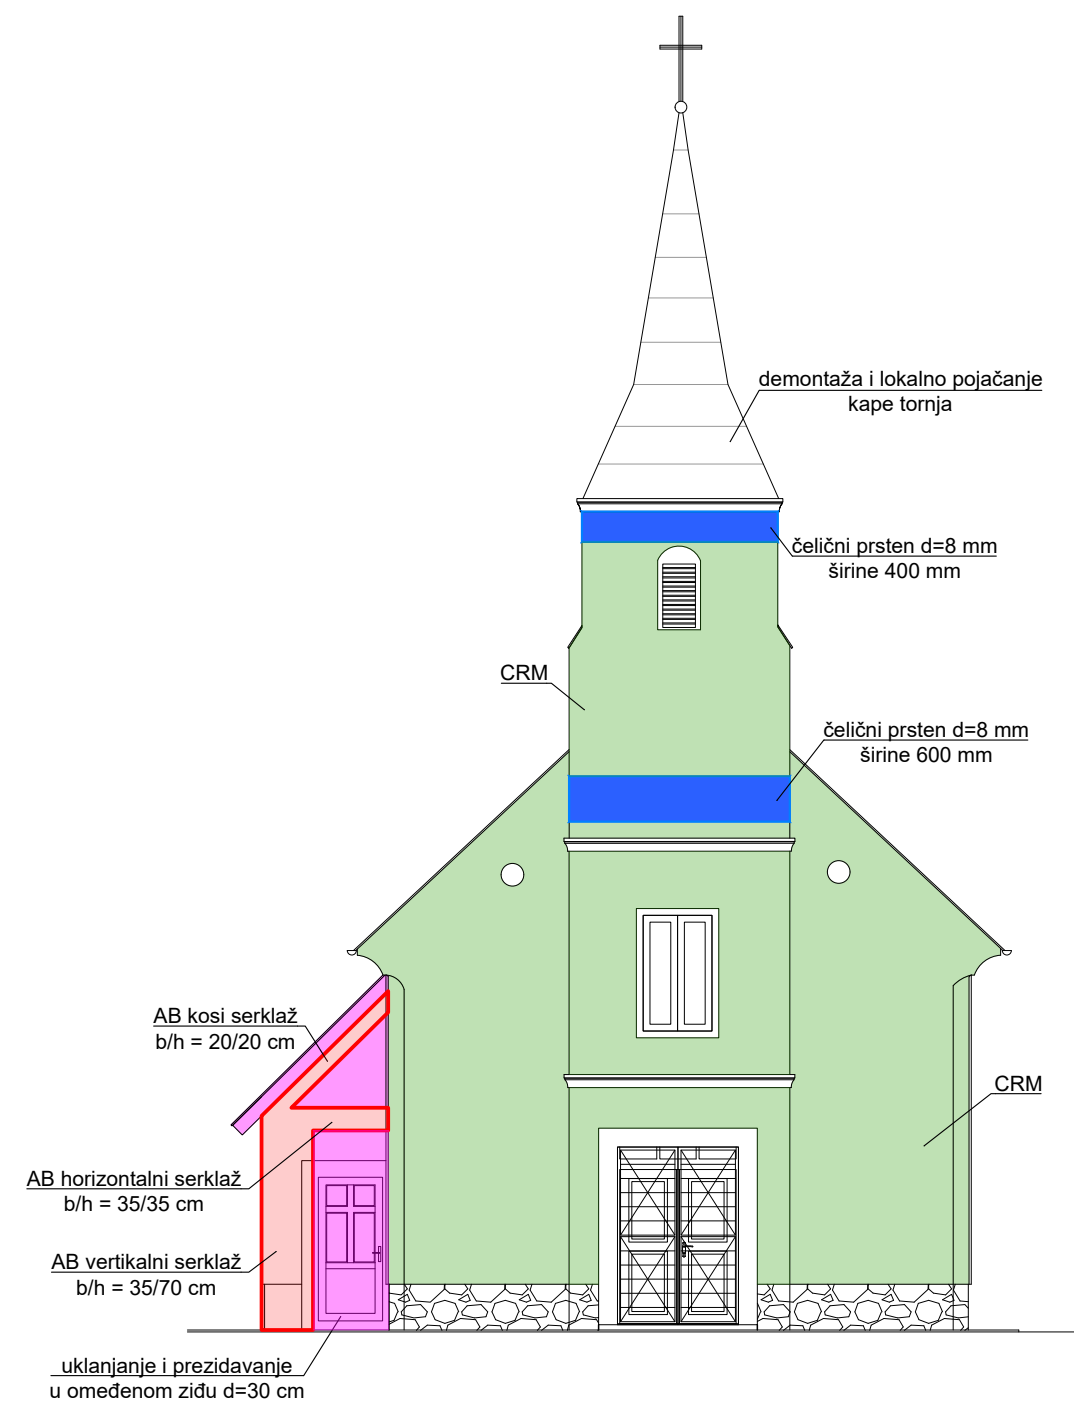 demontaža i lokalno pojačanje
kape tornja
čelični prsten d=8 mm
širine 400 mm
CRM
čelični prsten d=8 mm
širine 600 mm
AB kosi serklaž
b/h = 20/20 cm
CRM
AB horizontalni serklaž
b/h = 35/35 cm
AB vertikalni serklaž
b/h = 35/70 cm
uklanjanje i prezidavanje
u omeđenom ziđu d=30 cm